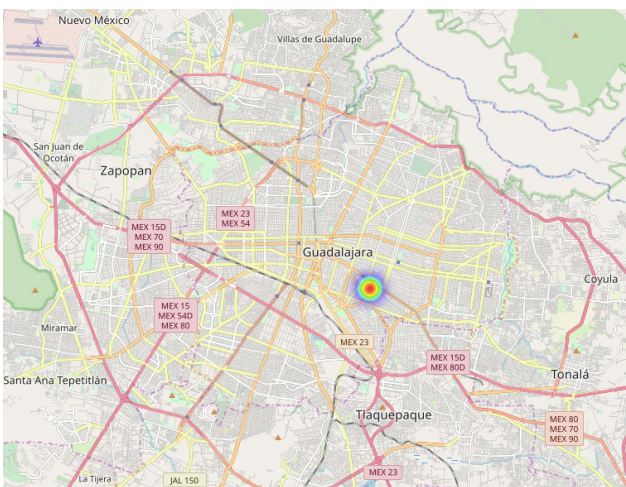 Nuevo México
Villas de Guadalupe
San Juan de
Ocotán
Zapopan
MEX 23
MEX 54
MEX 15D
MEX 70
MEX 90
Guadalajara
Coyula
MEX 15
MEX 54D
MEX 80
Miramar
MEX 23
MEX 15D
MEX 80D
Santa Ana Tepetitlán
Tonalá
Tlaquepaque
MEX 80
MEX 70
MEX 90
La Tijera
JAL 150
MEX 23